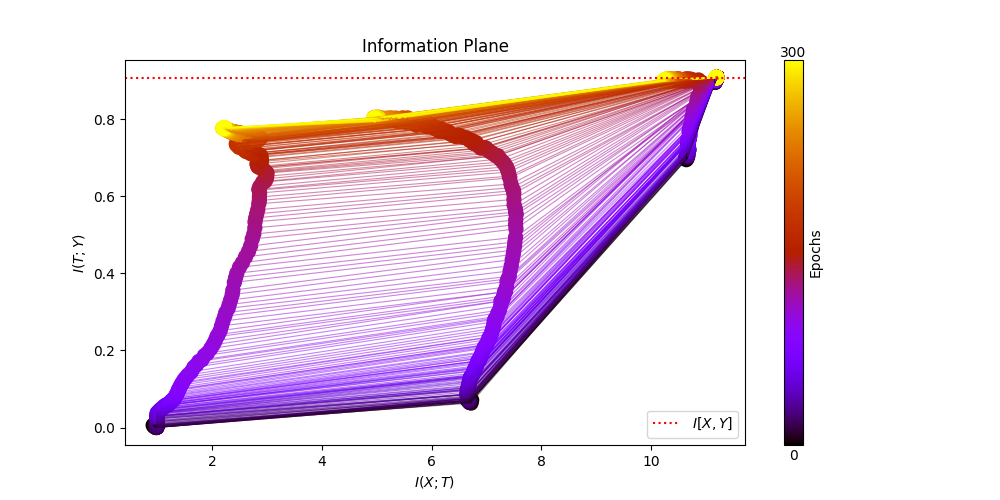 Information Plane
300
0.8
0.6
0.4
0.2
0.0
I(T; Y)
Epochs
I[X, Y]
0
2
4
6
8
10
I(X; T)